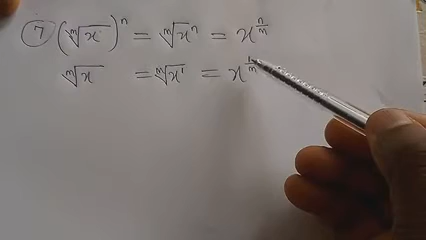 ⑦ (ᵐ√x)ⁿ = ᵐ√xⁿ = x^(n/m)
ᵐ√x = ᵐ√x¹ = x^(1/m)